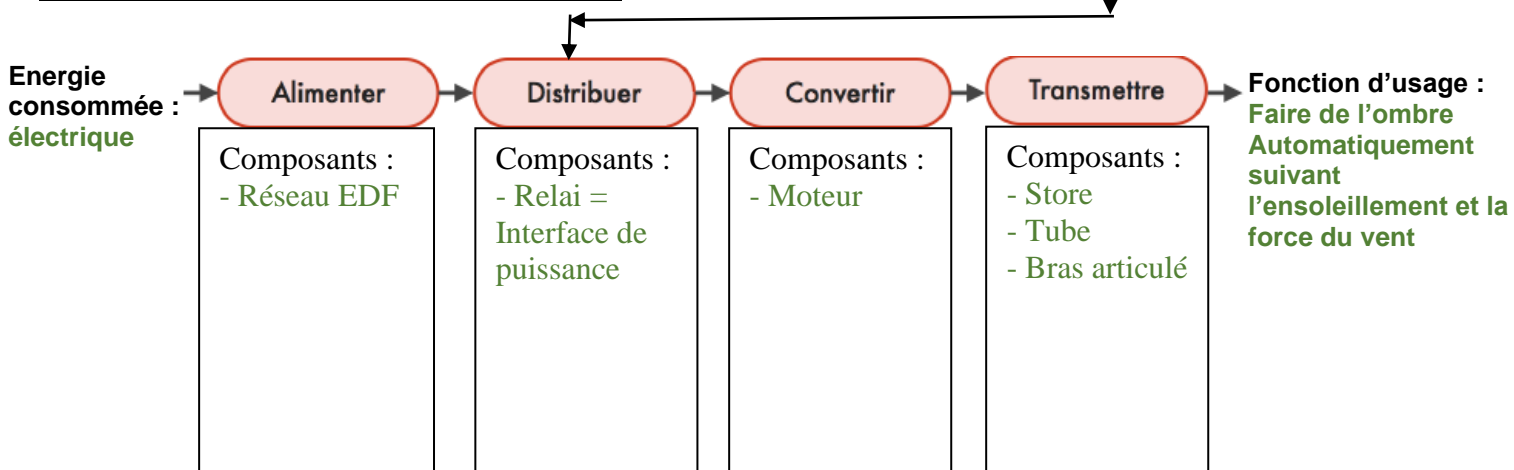 Energie
consommée :
électrique
Alimenter
Distribuer
Convertir
Transmettre
Fonction d’usage :
Faire de l’ombre
Automatiquement
suivant
l’ensoleillement et la
force du vent
Composants :
- Réseau EDF
Composants :
- Relai =
Interface de
puissance
Composants :
- Moteur
Composants :
- Store
- Tube
- Bras articulé